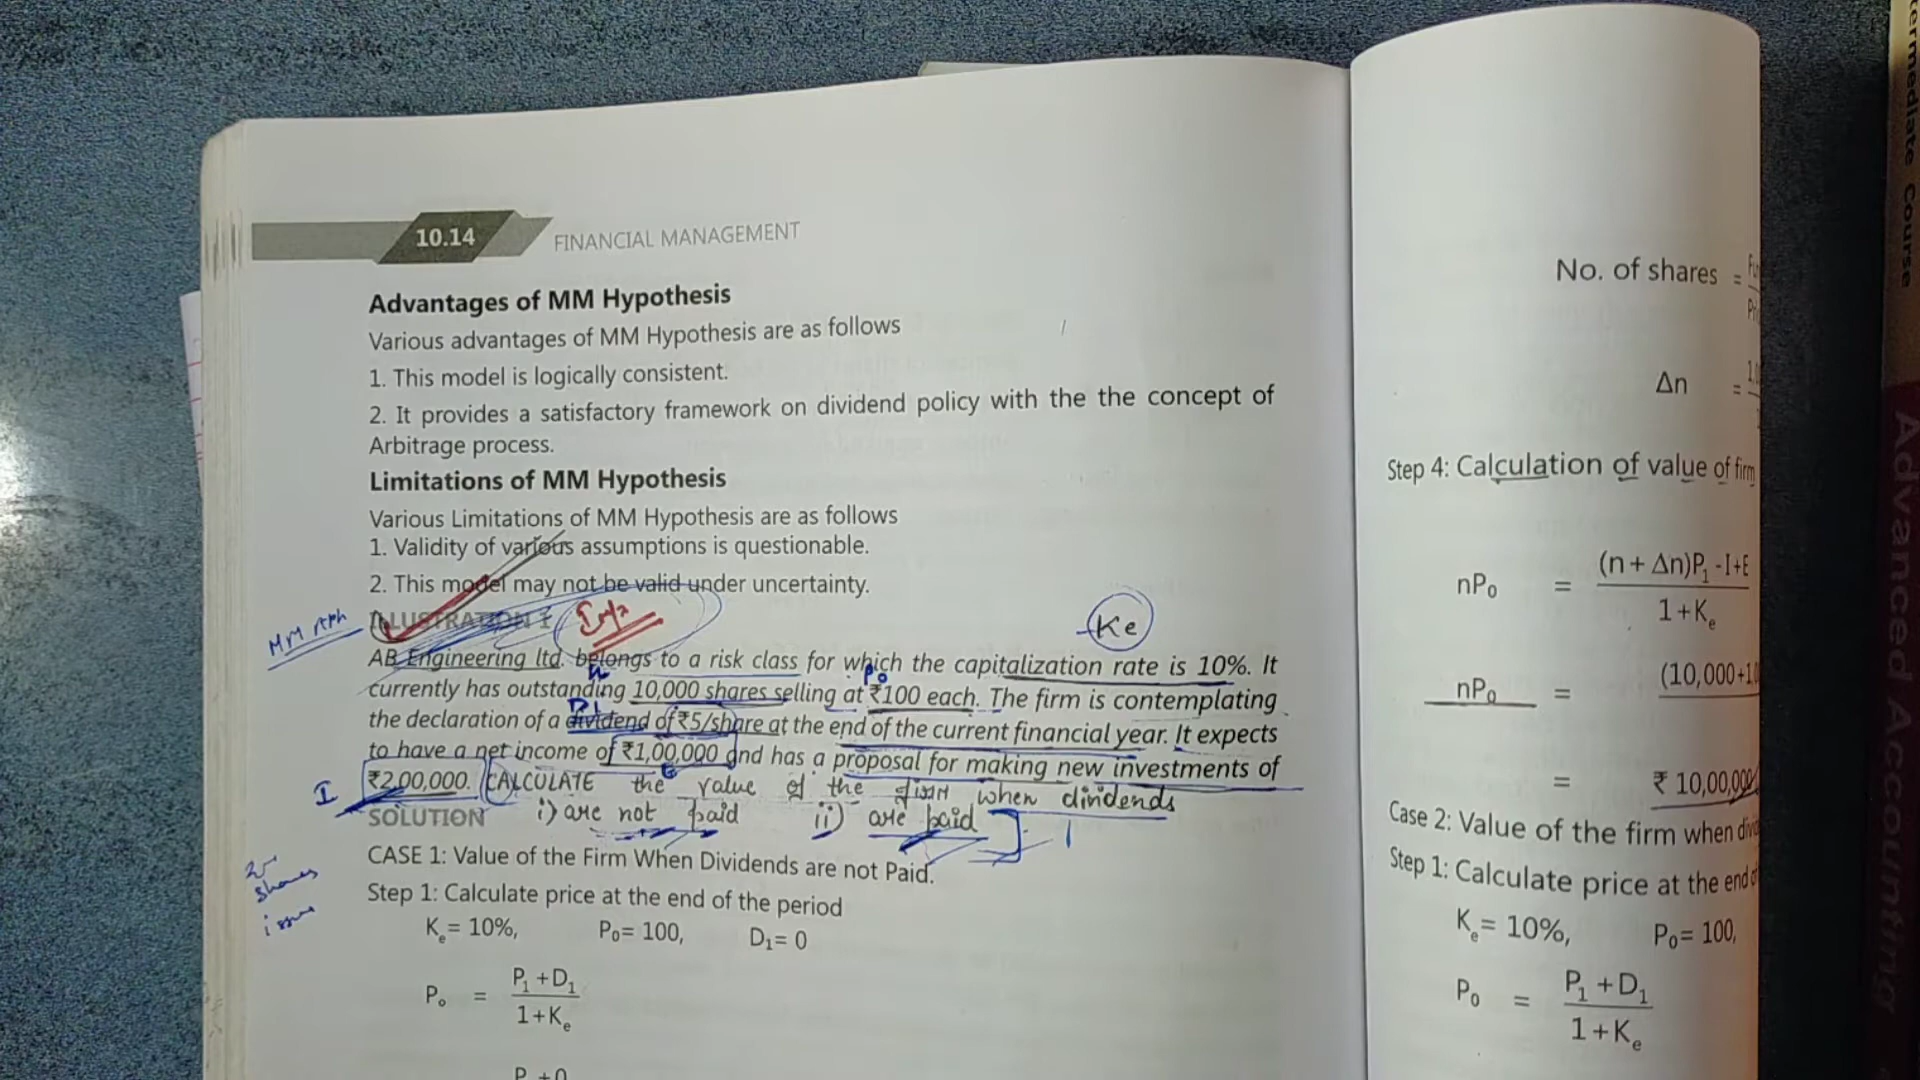 10.14 FINANCIAL MANAGEMENT
Advantages of MM Hypothesis
Various advantages of MM Hypothesis are as follows
1. This model is logically consistent.
2. It provides a satisfactory framework on dividend policy with the the concept of
Arbitrage process.
Limitations of MM Hypothesis
Various Limitations of MM Hypothesis are as follows
1. Validity of various assumptions is questionable.
2. This model may not be valid under uncertainty.
ILLUSTRATION 1
Ke
AB Engineering ltd. belongs to a risk class for which the capitalization rate is 10%. It
n P₀
currently has outstanding 10,000 shares selling at ₹100 each. The firm is contemplating
D1
the declaration of a dividend of ₹5/share at the end of the current financial year. It expects
to have a net income of ₹1,00,000 and has a proposal for making new investments of
I ₹2,00,000. CALCULATE the value of the firm when dividends
i) are not paid ii) are paid
SOLUTION
shares
issue
CASE 1: Value of the Firm When Dividends are not Paid.
Step 1: Calculate price at the end of the period
Kₑ= 10%, P₀= 100, D₁= 0
P₀ = P₁ +D₁
1+Kₑ
P +0
No. of shares =
Δn =
Step 4: Calculation of value of firm
nP₀ = (n + Δn)P₁ -I+E
1+Kₑ
nP₀ = (10,000+
= ₹ 10,00,000
Case 2: Value of the firm when
Step 1: Calculate price at the end
Kₑ= 10%, P₀= 100,
P₀ = P₁ +D₁
1+Kₑ
Course
Advanced Accounting